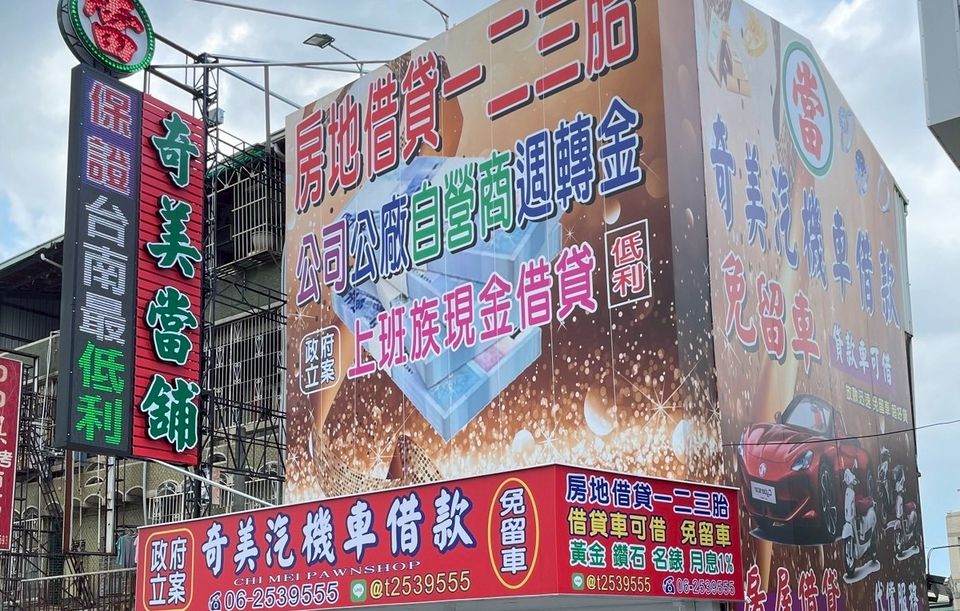 當
保證台南最低利
奇美當舖
房地借貸一二三胎
公司公廠自營商週轉金
上班族現金借貸
低利
政府
立案
當
奇美汽機車借款
免留車
貸款車可借
政府
立案
奇美汽機車借款
CHI MEI PAWNSHOP
06-2539555
@t2539555
免留車
房地借貸一二三胎
借貸車可借 免留車
黃金 鑽石 名錶 月息1%
@t2539555
06-2539555
房屋借貸